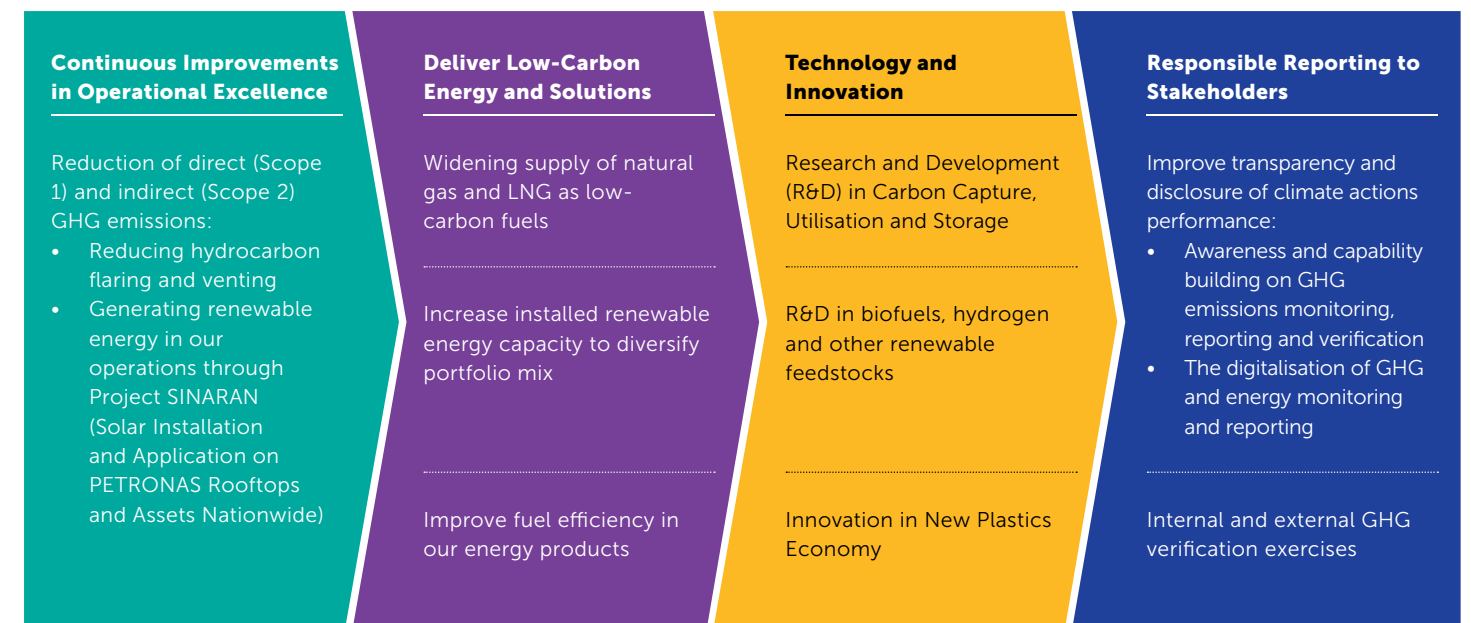 Continuous Improvements
in Operational Excellence
Reduction of direct (Scope
1) and indirect (Scope 2)
GHG emissions:
• Reducing hydrocarbon
flaring and venting
• Generating renewable
energy in our
operations through
Project SINARAN
(Solar Installation
and Application on
PETRONAS Rooftops
and Assets Nationwide)
Deliver Low-Carbon
Energy and Solutions
Widening supply of natural
gas and LNG as low-
carbon fuels
Increase installed renewable
energy capacity to diversify
portfolio mix
Improve fuel efficiency in
our energy products
Technology and
Innovation
Research and Development
(R&D) in Carbon Capture,
Utilisation and Storage
R&D in biofuels, hydrogen
and other renewable
feedstocks
Innovation in New Plastics
Economy
Responsible Reporting to
Stakeholders
Improve transparency and
disclosure of climate actions
performance:
• Awareness and capability
building on GHG
emissions monitoring,
reporting and verification
• The digitalisation of GHG
and energy monitoring
and reporting
Internal and external GHG
verification exercises